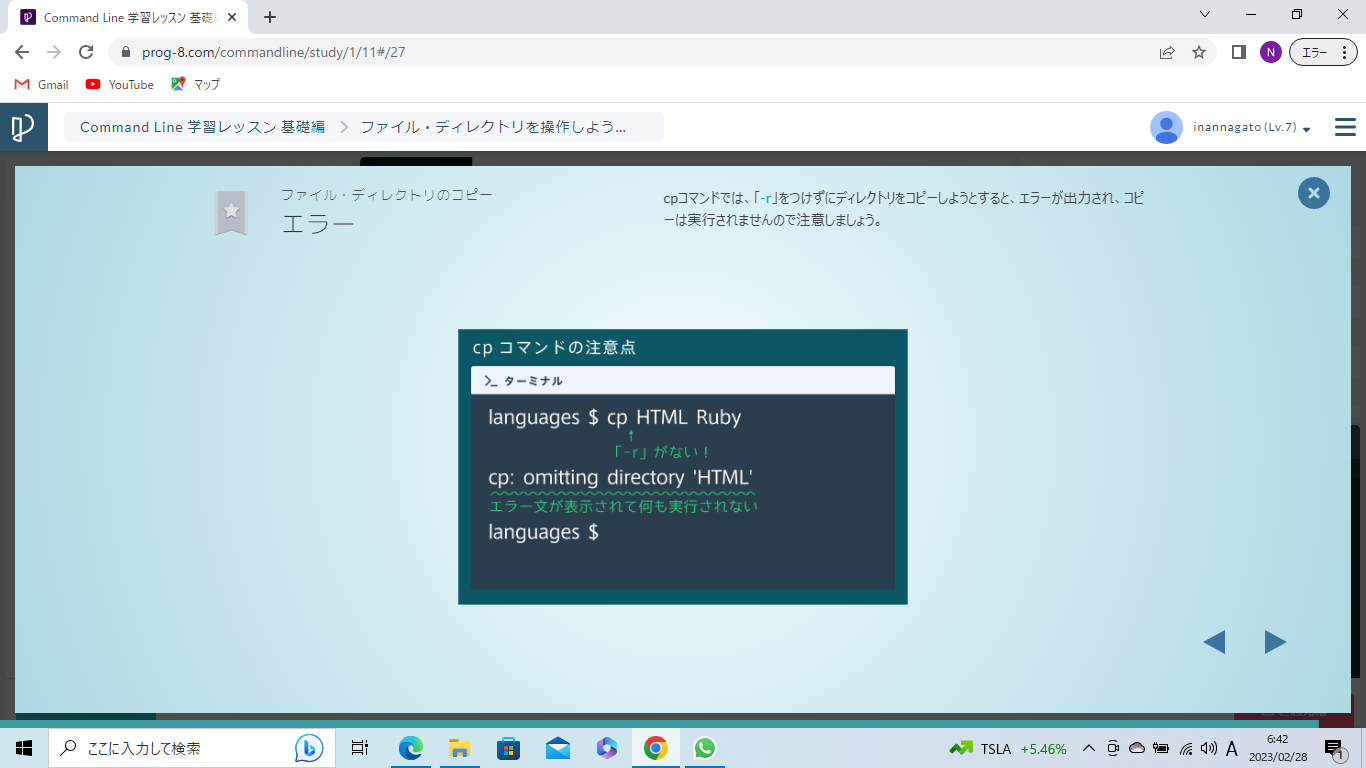 Command Line 学習レッスン 基礎
prog-8.com/commandline/study/1/11#/27
N
エラー
Gmail
YouTube
マップ
Command Line 学習レッスン 基礎編
ファイル・ディレクトリを操作しよう...
inannagato (Lv.7)
ファイル・ディレクトリのコピー
エラー
cpコマンドでは、「-r」をつけずにディレクトリをコピーしようとすると、エラーが出力され、コピ
ーは実行されませんので注意しましょう。
cp コマンドの注意点
>_ ターミナル
languages $ cp HTML Ruby
↑
「-r」がない！
cp: omitting directory 'HTML'
エラー文が表示されて何も実行されない
languages $
ここに入力して検索
TSLA +5.46%
A
6:42
2023/02/28
1